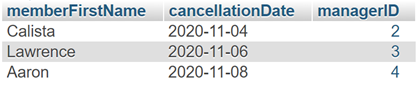 memberFirstName cancellationDate managerID
Calista 2020-11-04 2
Lawrence 2020-11-06 3
Aaron 2020-11-08 4